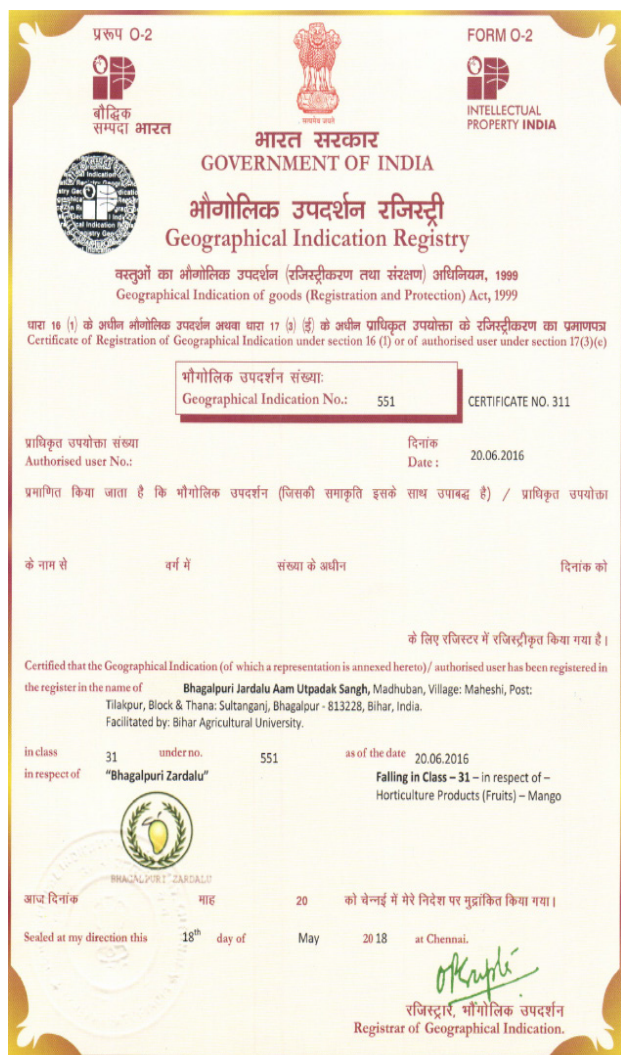 प्ररूप O-2
FORM O-2
बौद्धिक
सम्पदा भारत
सत्यमेव जयते
INTELLECTUAL
PROPERTY INDIA
भारत सरकार
GOVERNMENT OF INDIA
भौगोलिक उपदर्शन रजिस्ट्री
Geographical Indication Registry
वस्तुओं का भौगोलिक उपदर्शन (रजिस्ट्रीकरण तथा संरक्षण) अधिनियम, 1999
Geographical Indication of goods (Registration and Protection) Act, 1999
धारा 16 (1) के अधीन भौगोलिक उपदर्शन अथवा धारा 17 (3) (ई) के अधीन प्राधिकृत उपयोक्ता के रजिस्ट्रीकरण का प्रमाणपत्र
Certificate of Registration of Geographical Indication under section 16 (1) or of authorised user under section 17(3)(e)
भौगोलिक उपदर्शन संख्याः
Geographical Indication No.: 551 CERTIFICATE NO. 311
प्राधिकृत उपयोक्ता संख्या दिनांक
Authorised user No.: Date : 20.06.2016
प्रमाणित किया जाता है कि भौगोलिक उपदर्शन (जिसकी समाकृति इसके साथ उपाबद्ध है) / प्राधिकृत उपयोक्ता
के नाम से वर्ग में संख्या के अधीन दिनांक को
के लिए रजिस्टर में रजिस्ट्रीकृत किया गया है।
Certified that the Geographical Indication (of which a representation is annexed hereto)/ authorised user has been registered in
the register in the name of Bhagalpuri Jardalu Aam Utpadak Sangh, Madhuban, Village: Maheshi, Post:
Tilakpur, Block & Thana: Sultanganj, Bhagalpur - 813228, Bihar, India.
Facilitated by: Bihar Agricultural University.
in class 31 under no. 551 as of the date 20.06.2016
in respect of "Bhagalpuri Zardalu" Falling in Class – 31 – in respect of –
Horticulture Products (Fruits) – Mango
BHAGALPURI ZARDALU
आज दिनांक माह 20 को चेन्नई में मेरे निदेश पर मुद्रांकित किया गया।
Sealed at my direction this 18th day of May 2018 at Chennai.
रजिस्ट्रार, भौगोलिक उपदर्शन
Registrar of Geographical Indication.